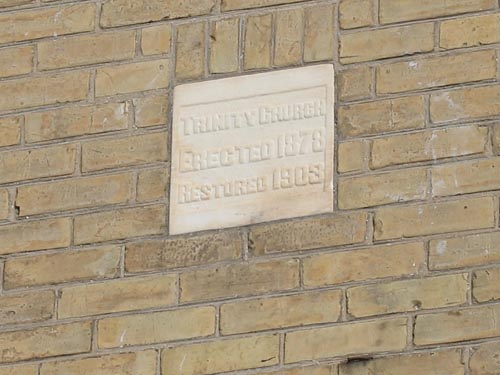 TRINITY CHURCH
ERECTED 1878
RESTORED 1903